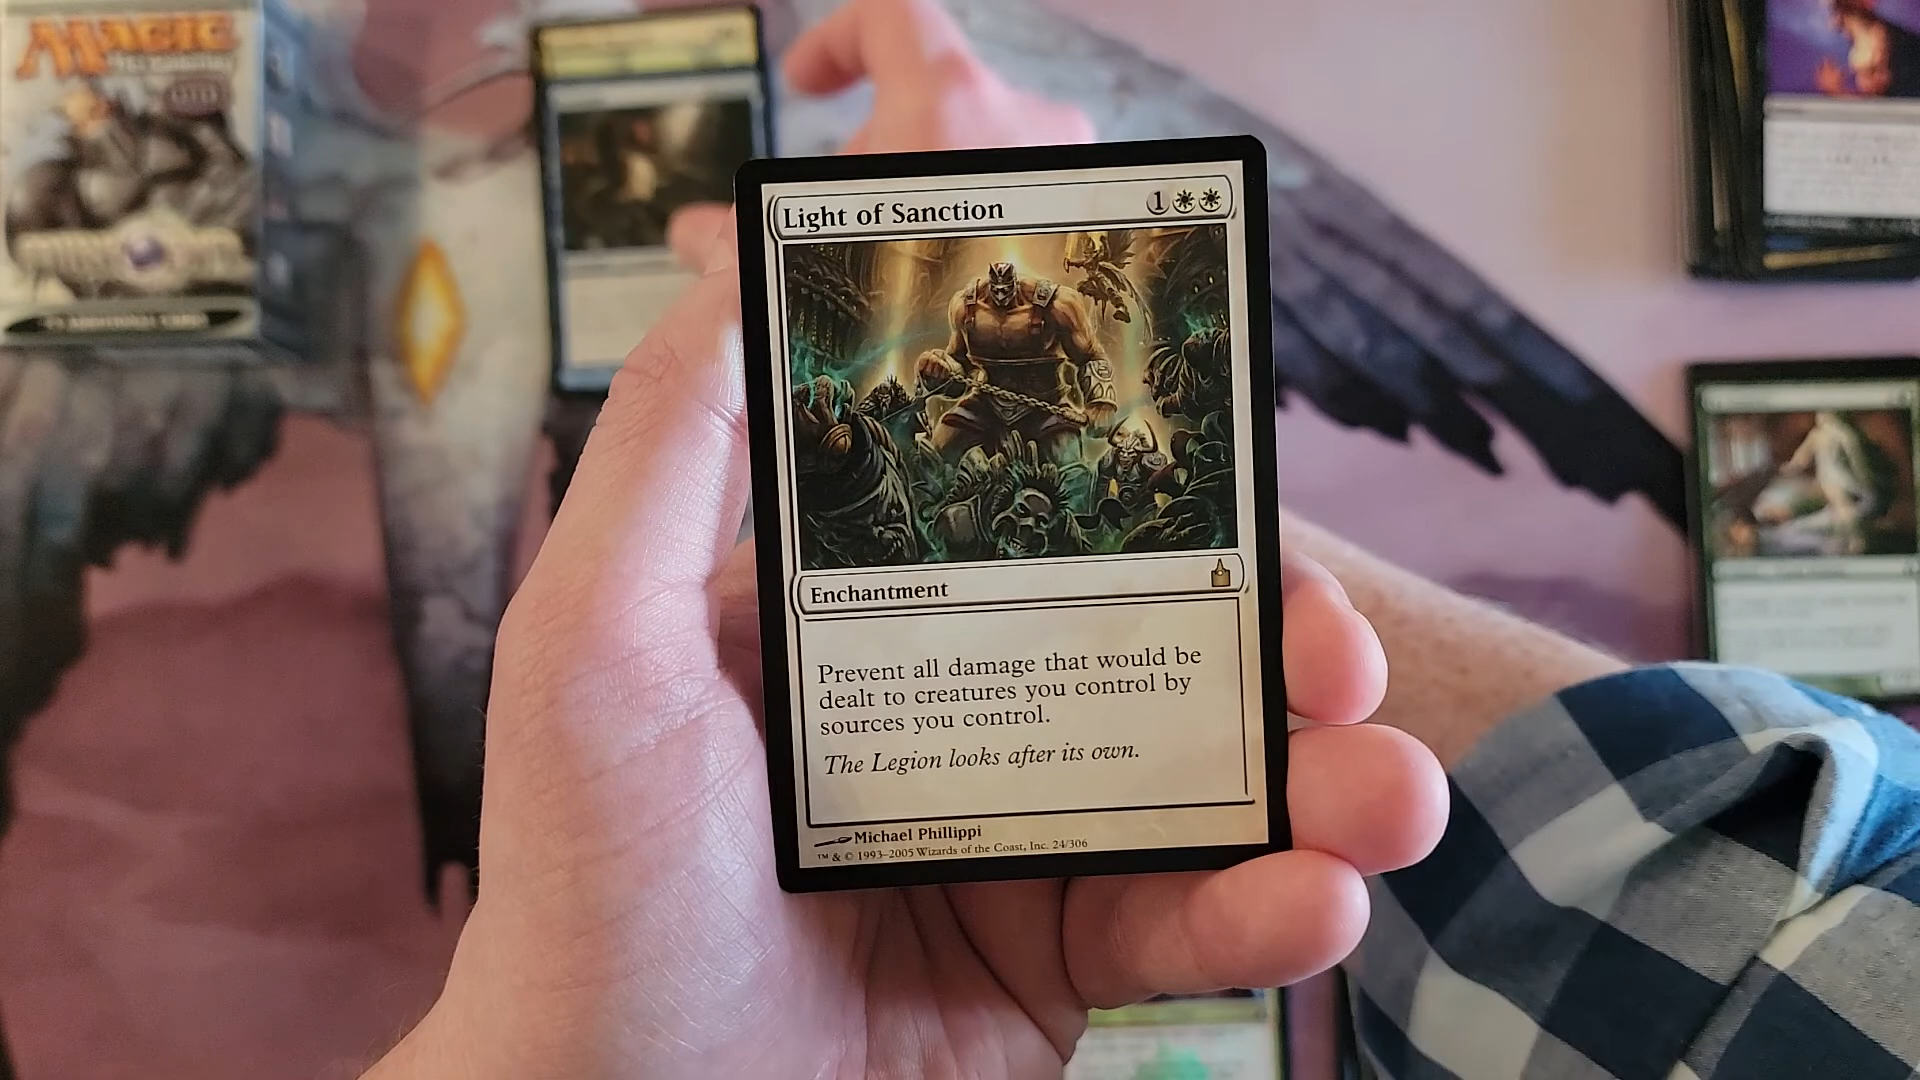 MAGIC
Light of Sanction 1
Enchantment
Prevent all damage that would be
dealt to creatures you control by
sources you control.
The Legion looks after its own.
Michael Phillippi
™ & © 1993-2005 Wizards of the Coast, Inc. 24/306